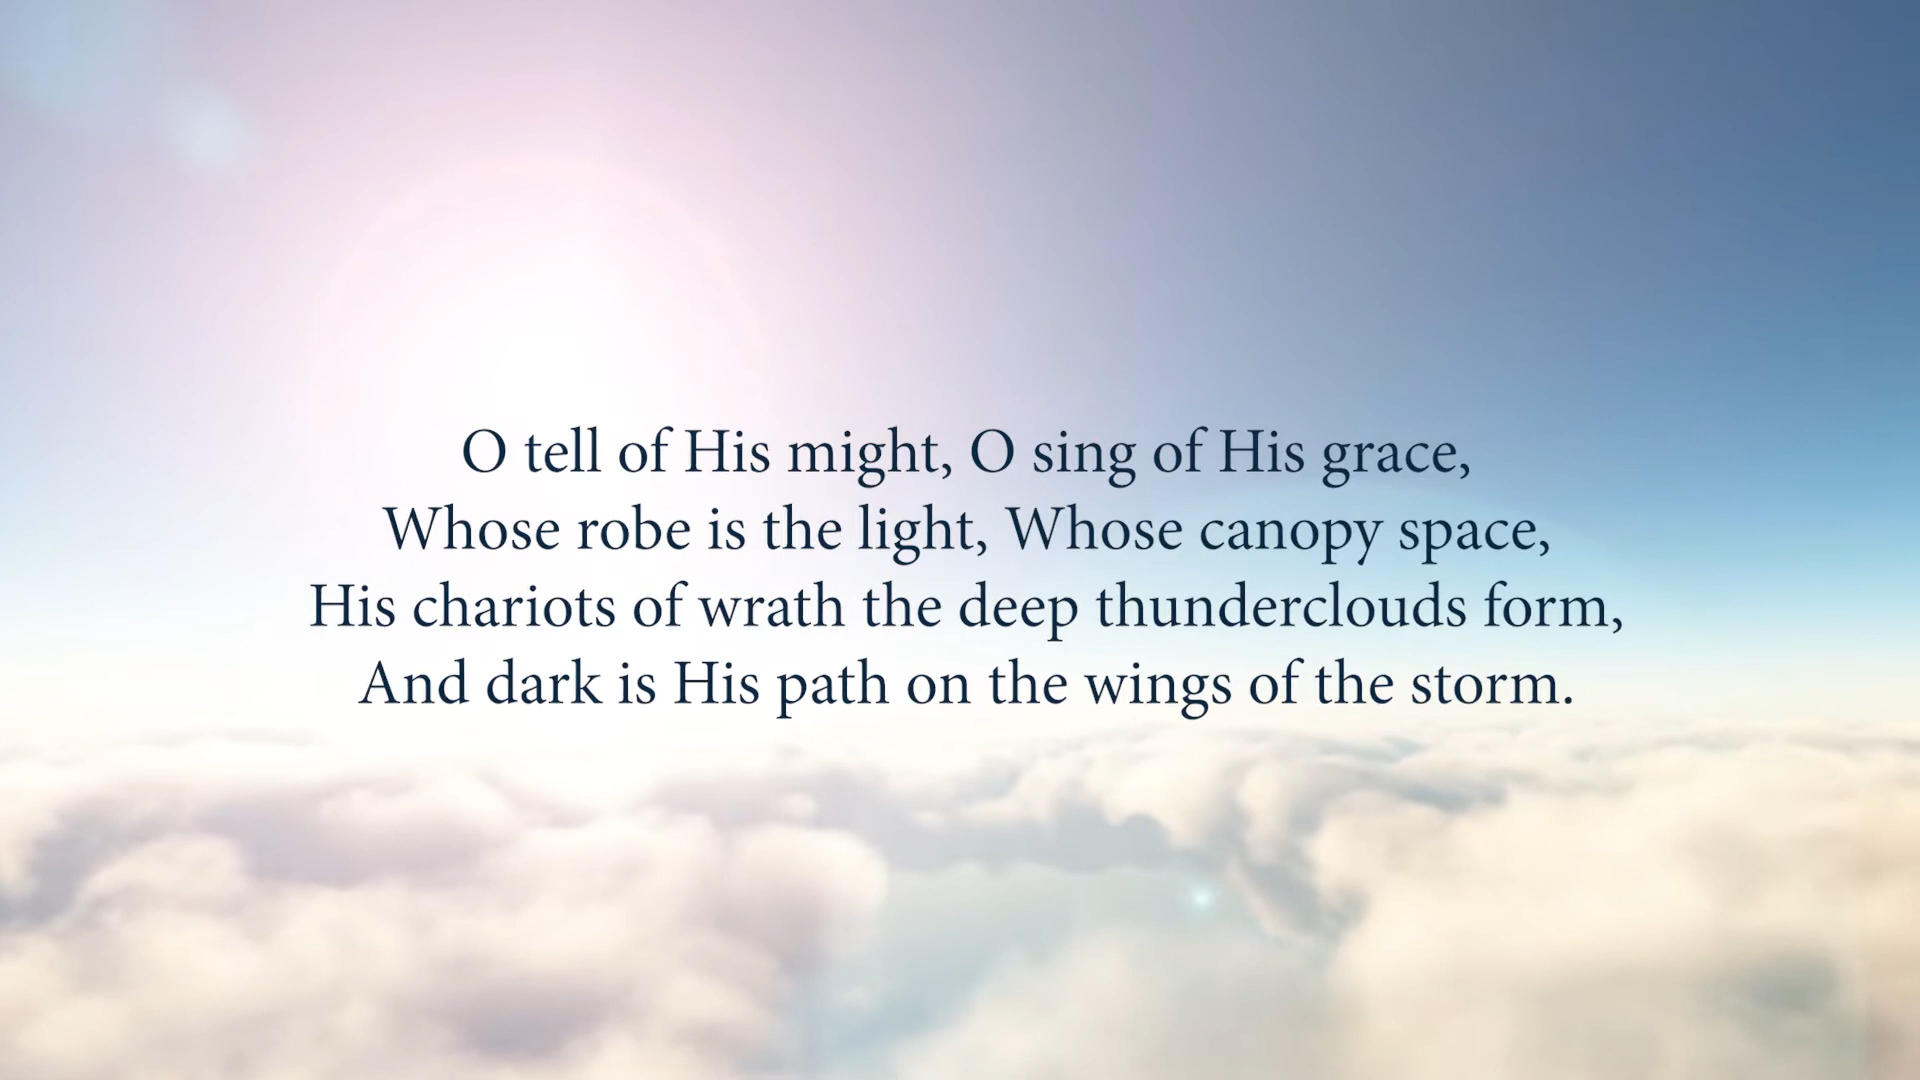 O tell of His might, O sing of His grace,
Whose robe is the light, Whose canopy space,
His chariots of wrath the deep thunderclouds form,
And dark is His path on the wings of the storm.